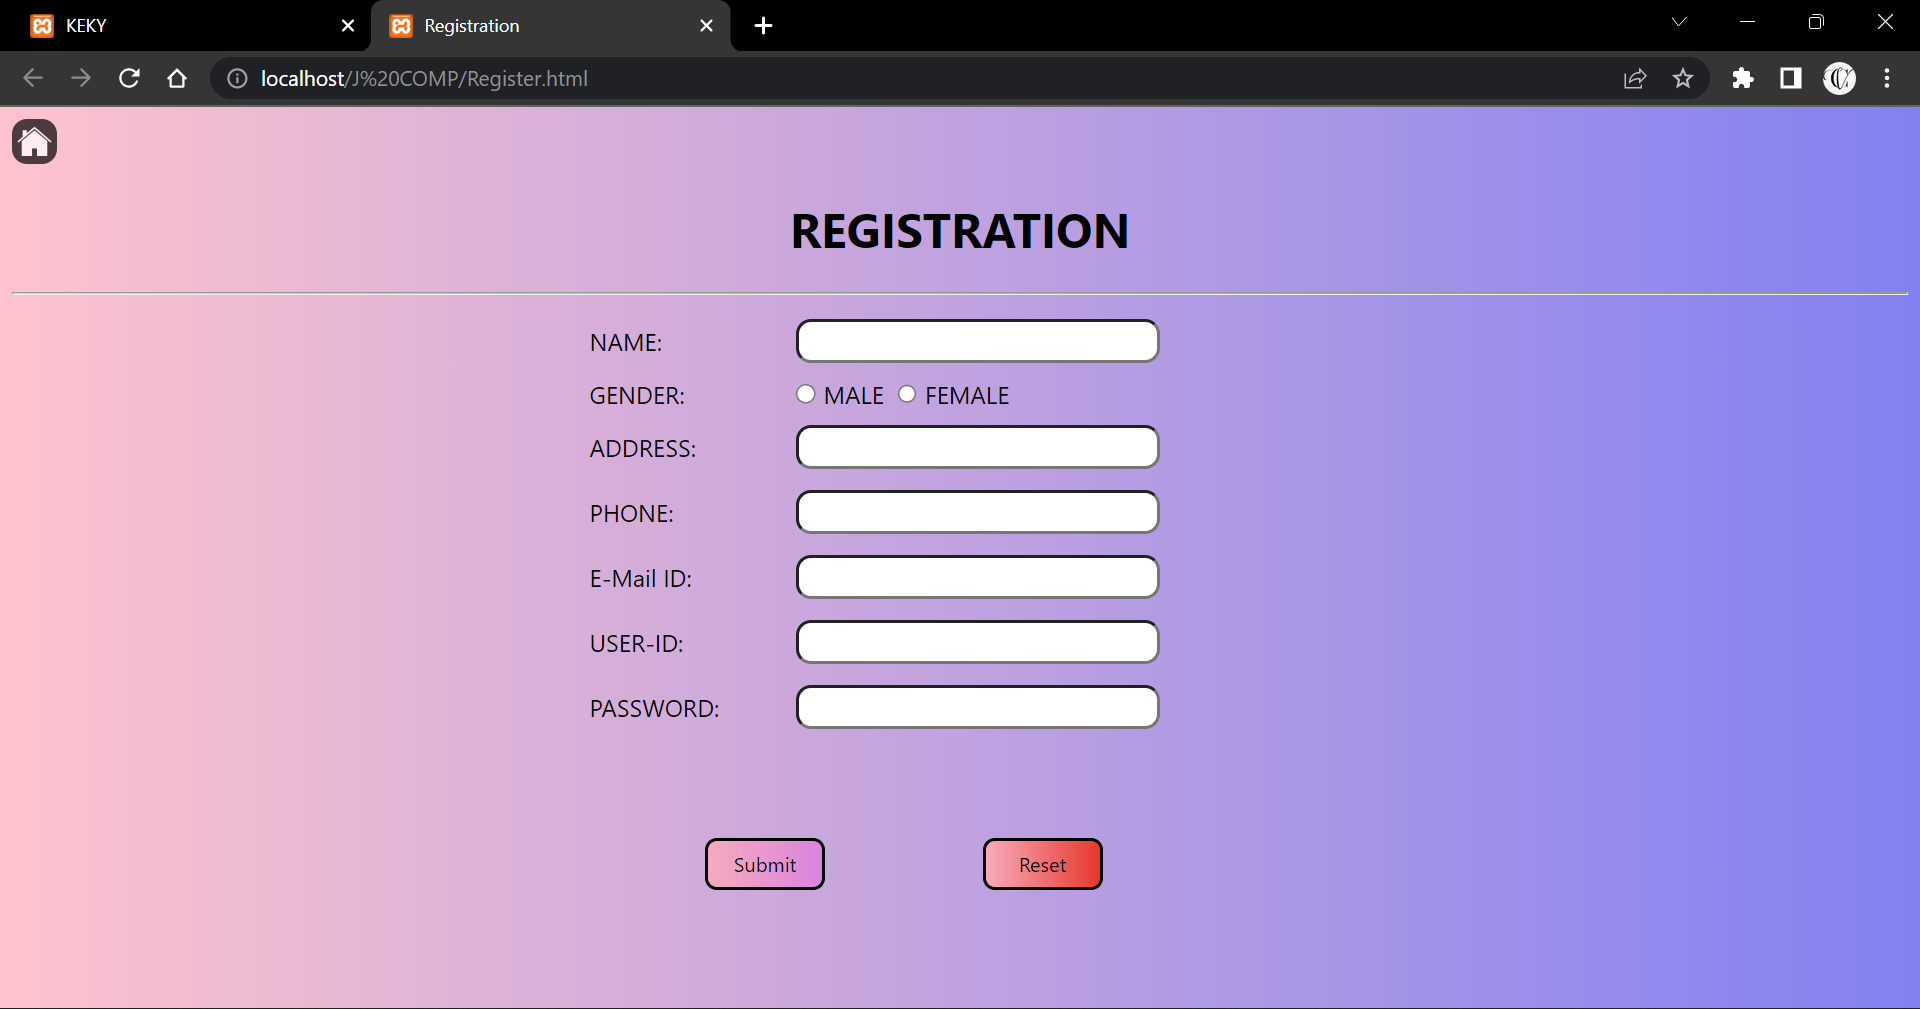 KEKY
Registration
localhost/J%20COMP/Register.html
REGISTRATION
NAME:
GENDER: MALE FEMALE
ADDRESS:
PHONE:
E-Mail ID:
USER-ID:
PASSWORD:
Submit Reset